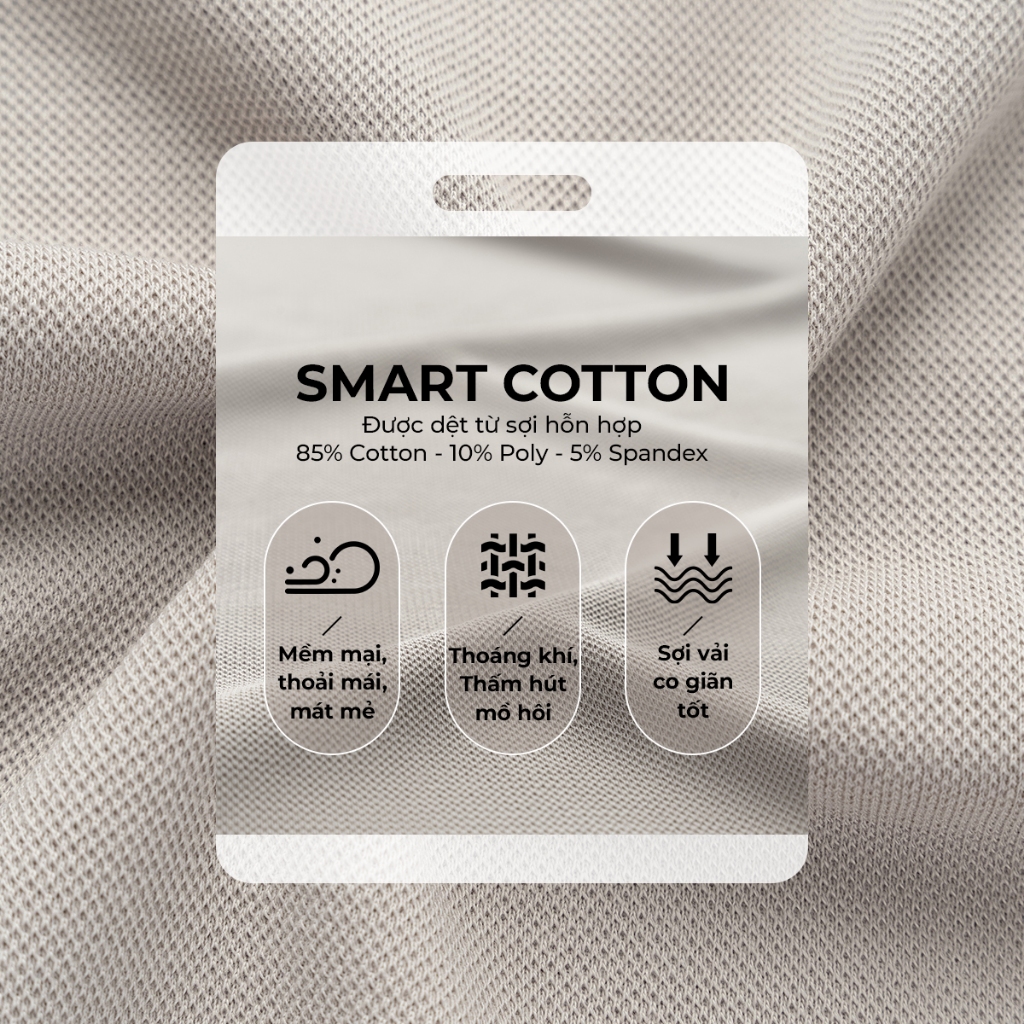 SMART COTTON
Được dệt từ sợi hỗn hợp
85% Cotton - 10% Poly - 5% Spandex
Mềm mại,
thoải mái,
mát mẻ
Thoáng khí,
Thấm hút
mồ hôi
Sợi vải
co giãn
tốt